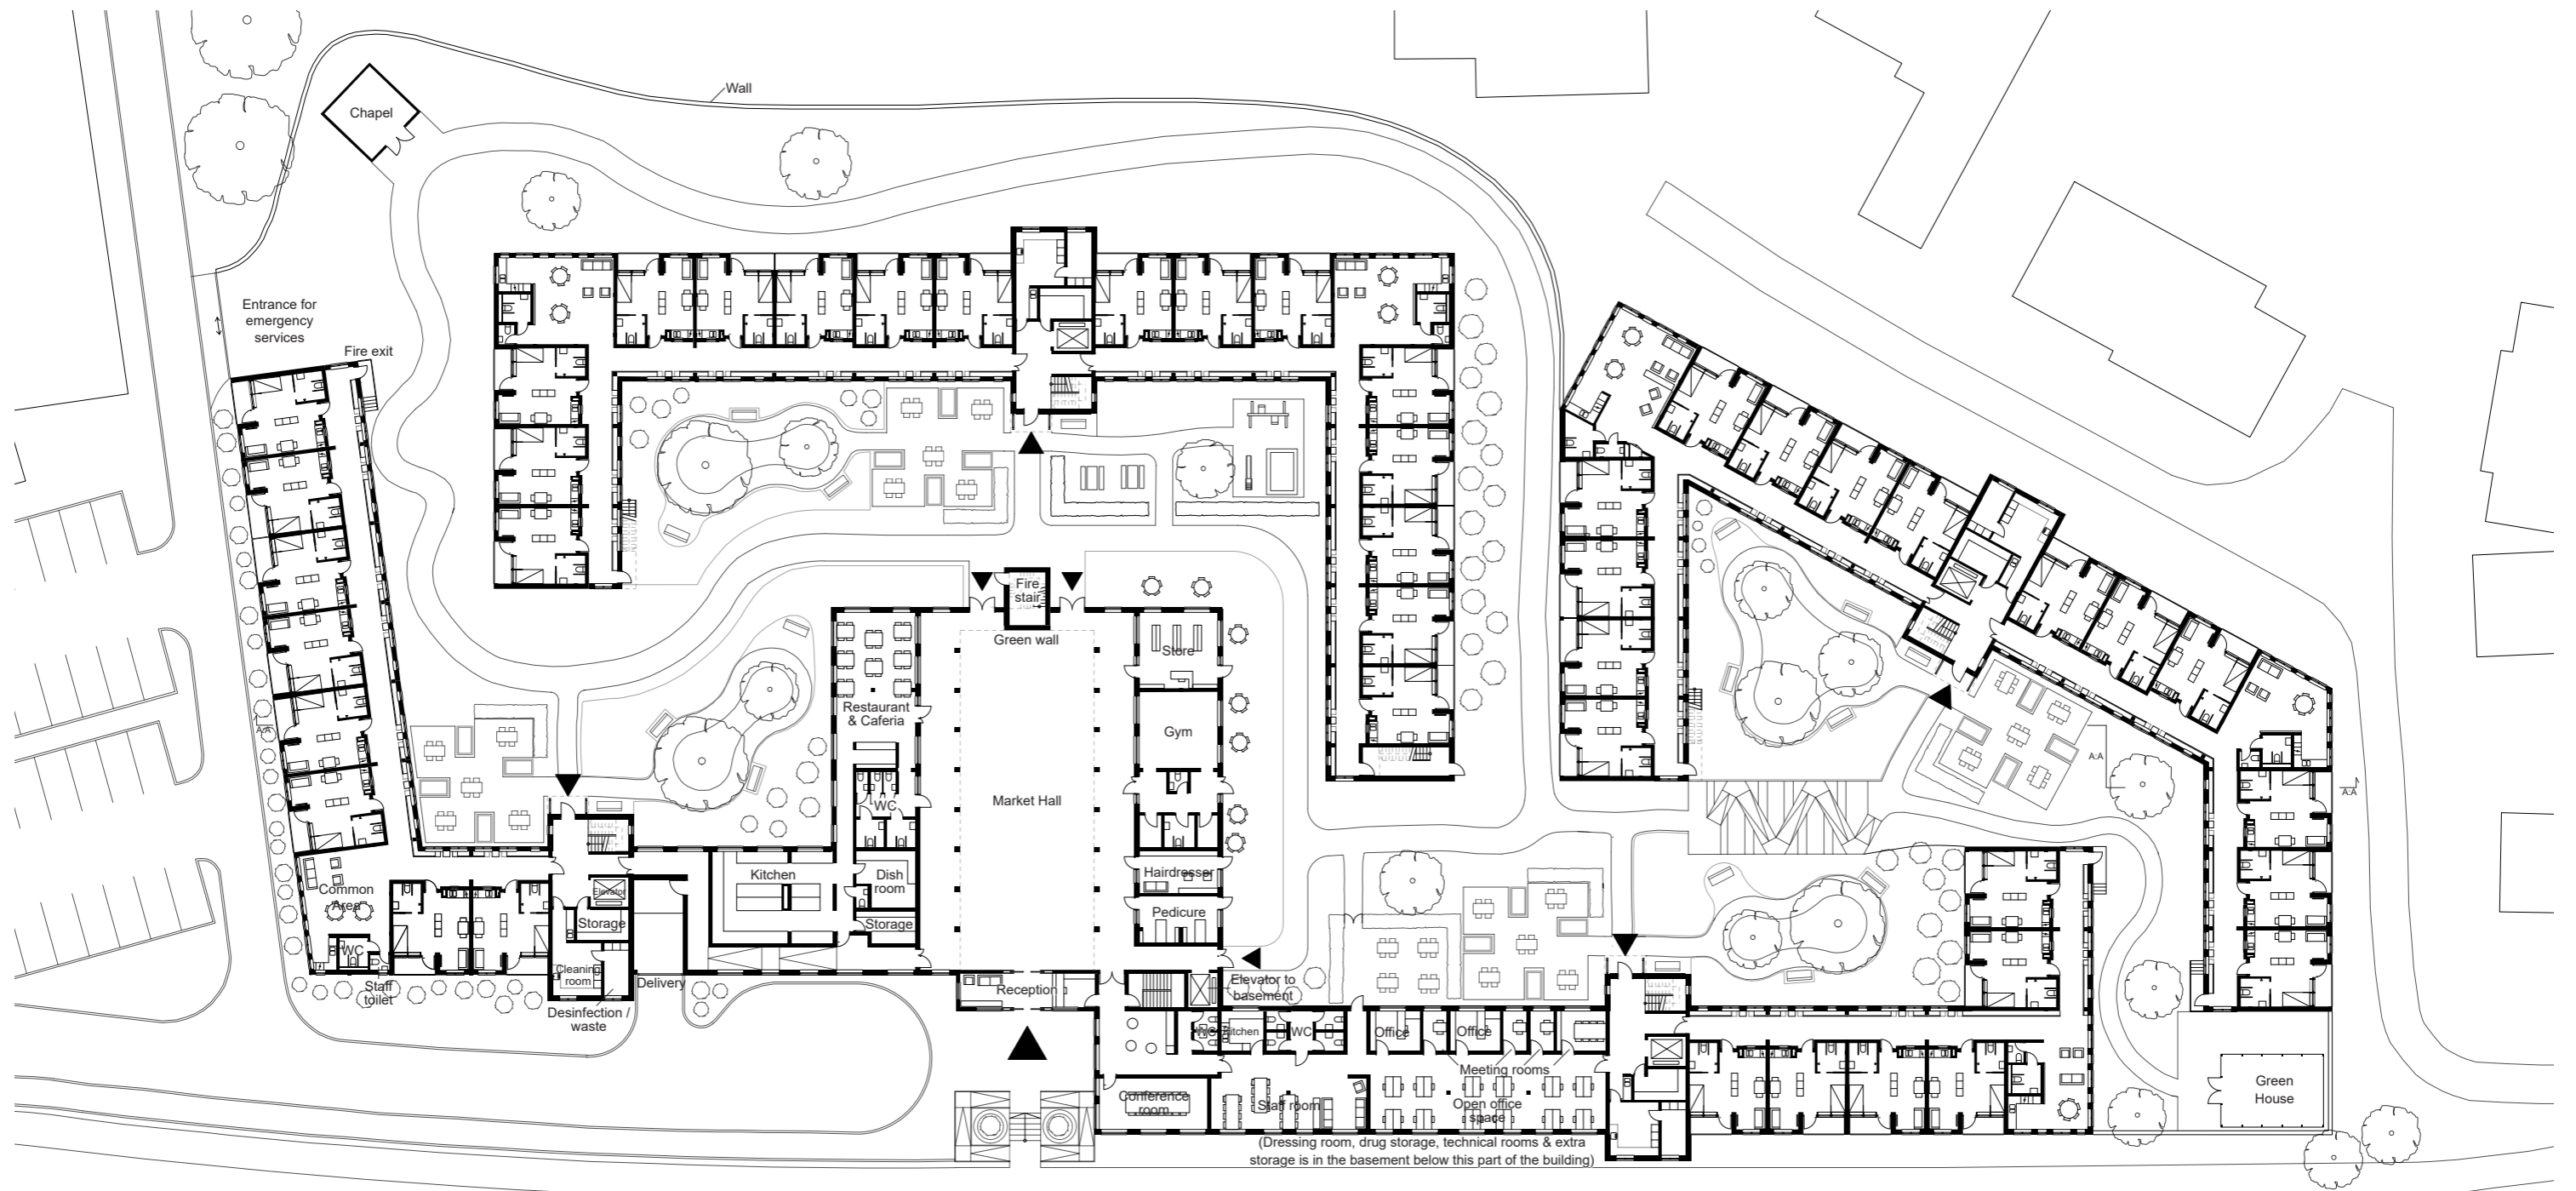 Wall
Chapel
Entrance for
emergency
services
Fire exit
Fire
stair
Green wall
Store
Restaurant
& Caferia
Gym
A:A
A:A
A:A
WC
Market Hall
Kitchen
Dish
room
Hairdresser
Common
Area
Elevator
Storage
Storage
Pedicure
WC
Cleaning
room
Staff
toilet
Delivery
Reception
Elevator to
basement
Desinfection /
waste
WC
Kitchen
WC
Office
Office
Meeting rooms
Conference
room
Staff room
Open office
space
Green
House
(Dressing room, drug storage, technical rooms & extra
storage is in the basement below this part of the building)